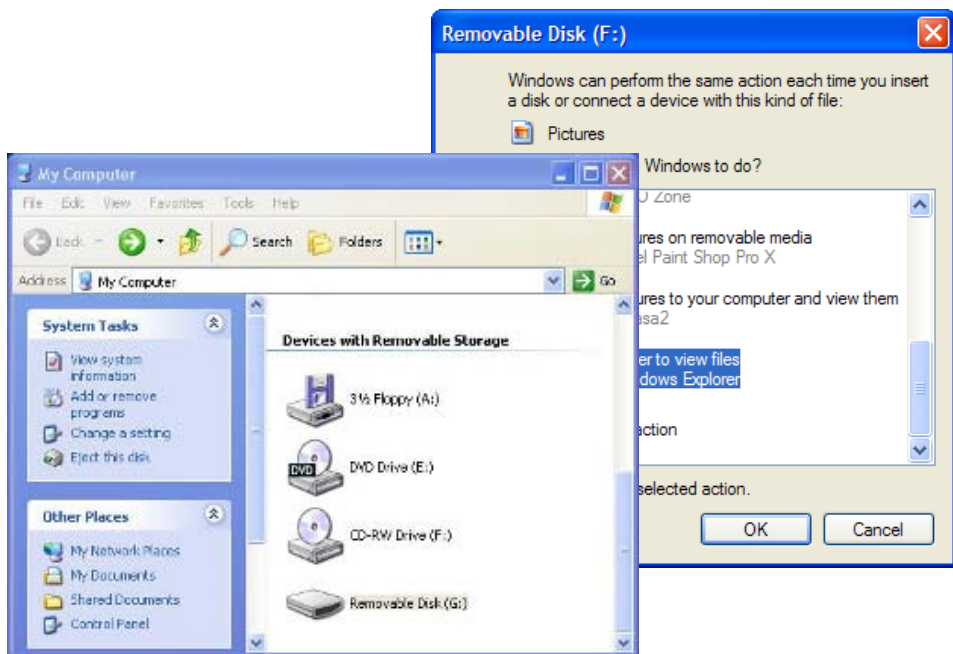 Removable Disk (F:)
Windows can perform the same action each time you insert
a disk or connect a device with this kind of file:
Pictures
Windows to do?
Zone
ures on removable media
el Paint Shop Pro X
ures to your computer and view them
asa2
er to view files
dows Explorer
action
selected action.
OK Cancel
My Computer
File Edit View Favorites Tools Help
Back Search Folders
Address My Computer Go
System Tasks
View system
information
Add or remove
programs
Change a setting
Eject this disk
Other Places
My Network Places
My Documents
Shared Documents
Control Panel
Devices with Removable Storage
3½ Floppy (A:)
DVD
DVD Drive (E:)
CD-RW Drive (F:)
Removable Disk (G:)